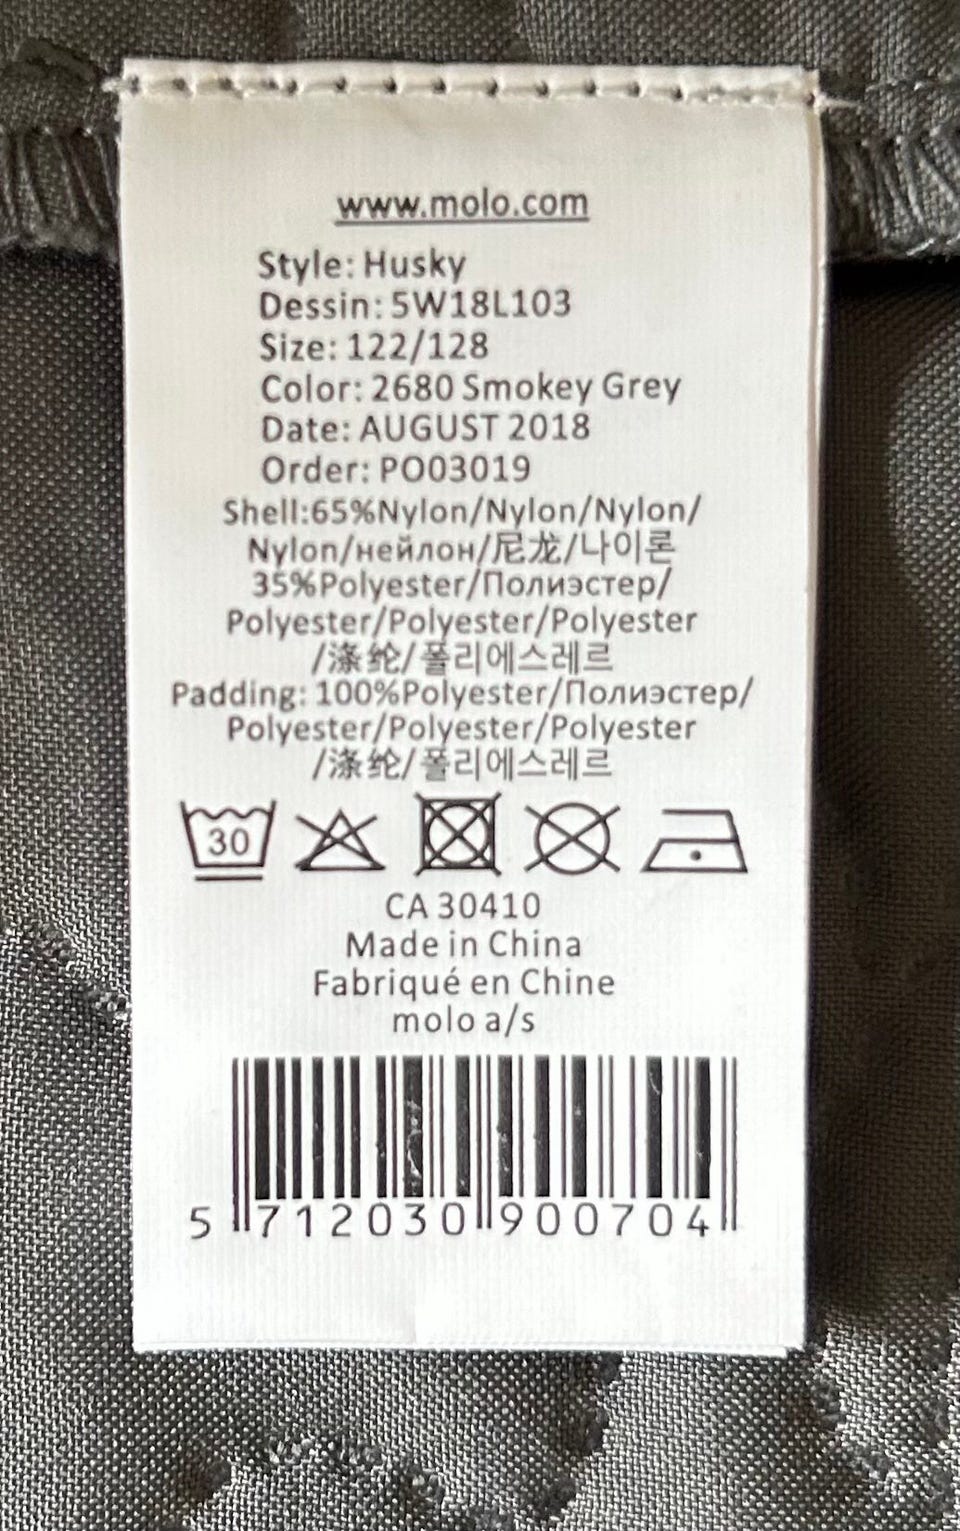 www.molo.com
Style: Husky
Dessin: 5W18L103
Size: 122/128
Color: 2680 Smokey Grey
Date: AUGUST 2018
Order: PO03019
Shell:65%Nylon/Nylon/Nylon/
Nylon/нейлон/尼龙/나이론
35%Polyester/Полиэстер/
Polyester/Polyester/Polyester
/涤纶/폴리에스레르
Padding: 100%Polyester/Полиэстер/
Polyester/Polyester/Polyester
/涤纶/폴리에스레르
30
CA 30410
Made in China
Fabriqué en Chine
molo a/s
5 712030 900704